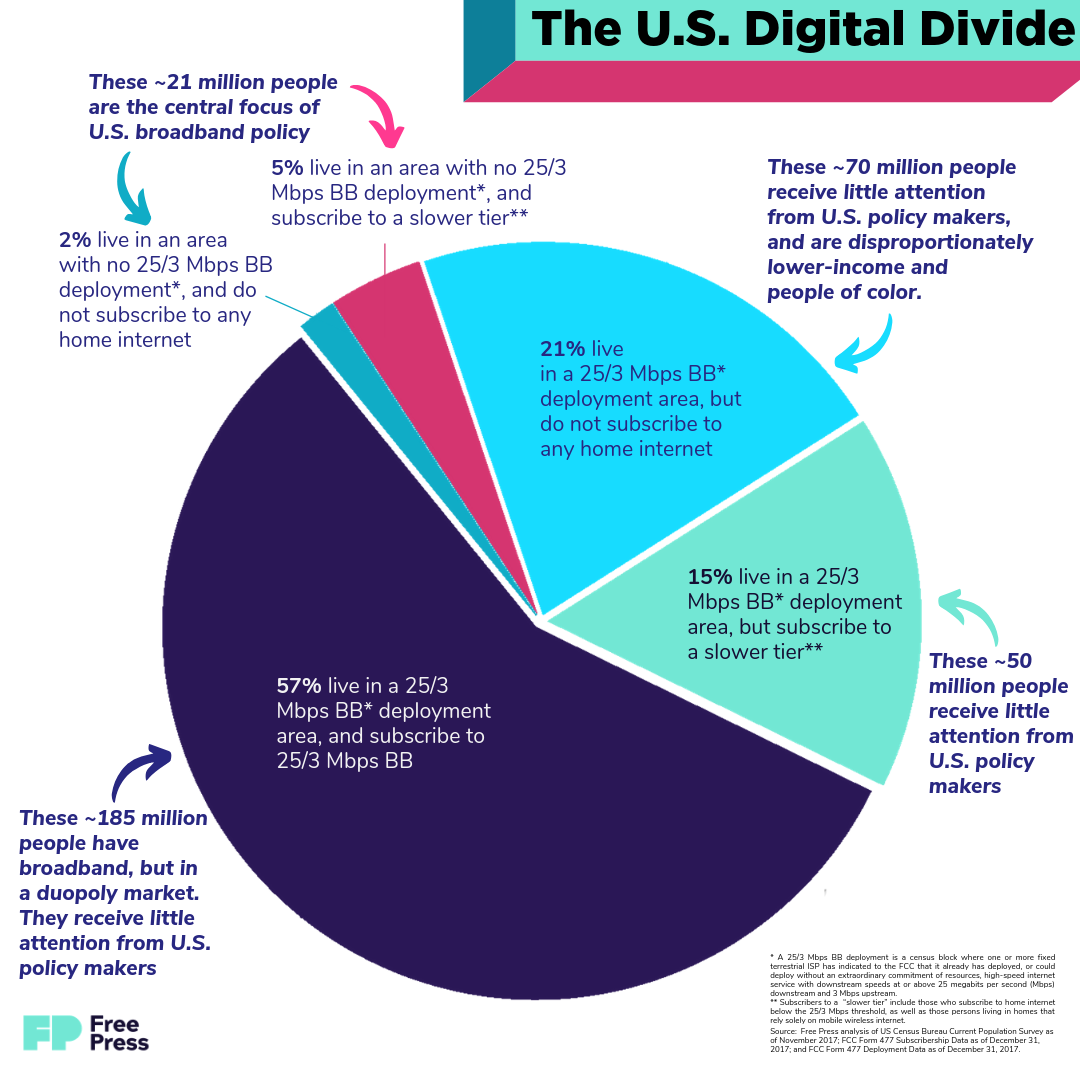 The U.S. Digital Divide
These ~21 million people
are the central focus of
U.S. broadband policy
5% live in an area with no 25/3
Mbps BB deployment*, and
subscribe to a slower tier**
2% live in an area
with no 25/3 Mbps BB
deployment*, and do
not subscribe to any
home internet
These ~70 million people
receive little attention
from U.S. policy makers,
and are disproportionately
lower-income and
people of color.
21% live
in a 25/3 Mbps BB*
deployment area, but
do not subscribe to
any home internet
15% live in a 25/3
Mbps BB* deployment
area, but subscribe to
a slower tier**
These ~50
million people
receive little
attention from
U.S. policy
makers
57% live in a 25/3
Mbps BB* deployment
area, and subscribe to
25/3 Mbps BB
These ~185 million
people have
broadband, but in
a duopoly market.
They receive little
attention from U.S.
policy makers
* A 25/3 Mbps BB deployment is a census block where one or more fixed
terrestrial ISP has indicated to the FCC that it already has deployed, or could
deploy without an extraordinary commitment of resources, high-speed internet
service with downstream speeds at or above 25 megabits per second (Mbps)
downstream and 3 Mbps upstream.
** Subscribers to a "slower tier" include those who subscribe to home internet
below the 25/3 Mbps threshold, as well as those persons living in homes that
rely solely on mobile wireless internet.
Source: Free Press analysis of US Census Bureau Current Population Survey as
of November 2017; FCC Form 477 Subscribership Data as of December 31,
2017; and FCC Form 477 Deployment Data as of December 31, 2017.
FP
Free
Press